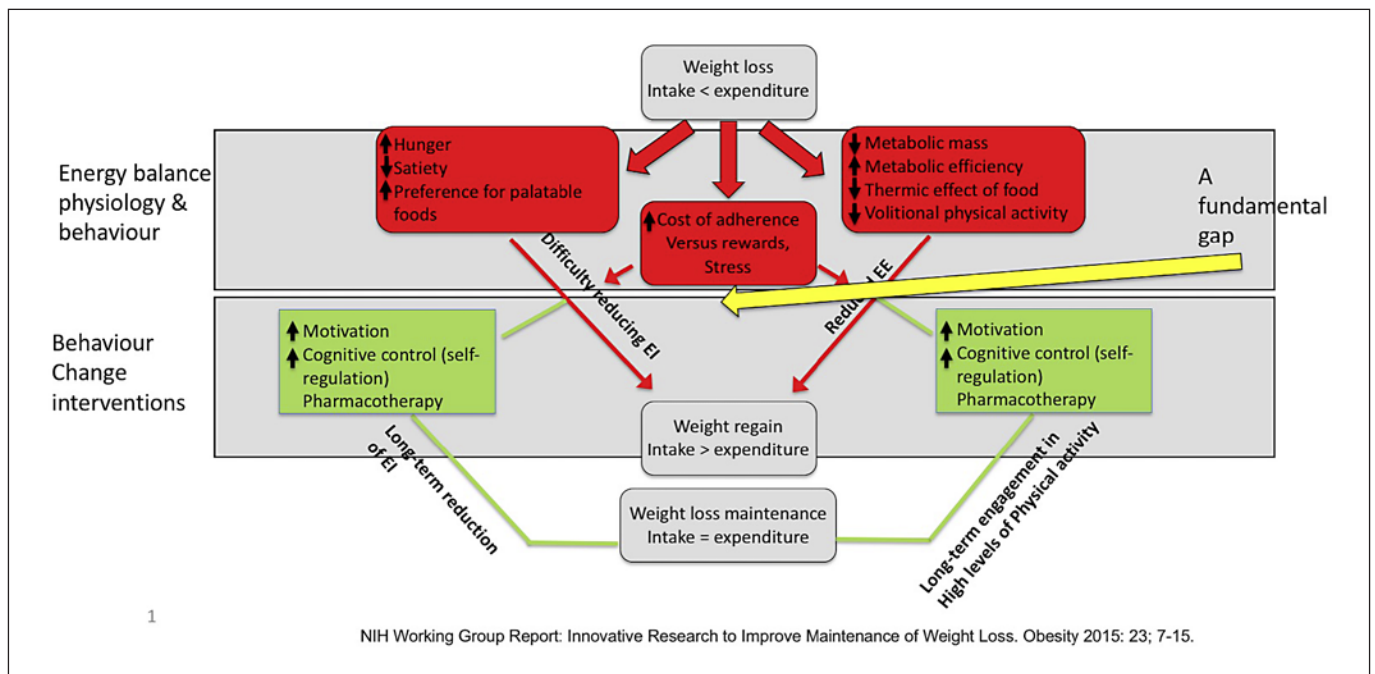 Weight loss
Intake < expenditure
Energy balance
physiology &
behaviour
Hunger
Satiety
Preference for palatable
foods
Cost of adherence
Versus rewards,
Stress
Metabolic mass
Metabolic efficiency
Thermic effect of food
Volitional physical activity
A
fundamental
gap
Difficulty reducing EI
EE
Behaviour
Change
interventions
Motivation
Cognitive control (self-
regulation)
Pharmacotherapy
Weight regain
Intake > expenditure
Motivation
Cognitive control (self-
regulation)
Pharmacotherapy
Long-term reduction
of EI
Weight loss maintenance
Intake = expenditure
Long-term engagement in
High levels of Physical activity
1
NIH Working Group Report: Innovative Research to Improve Maintenance of Weight Loss. Obesity 2015: 23; 7-15.